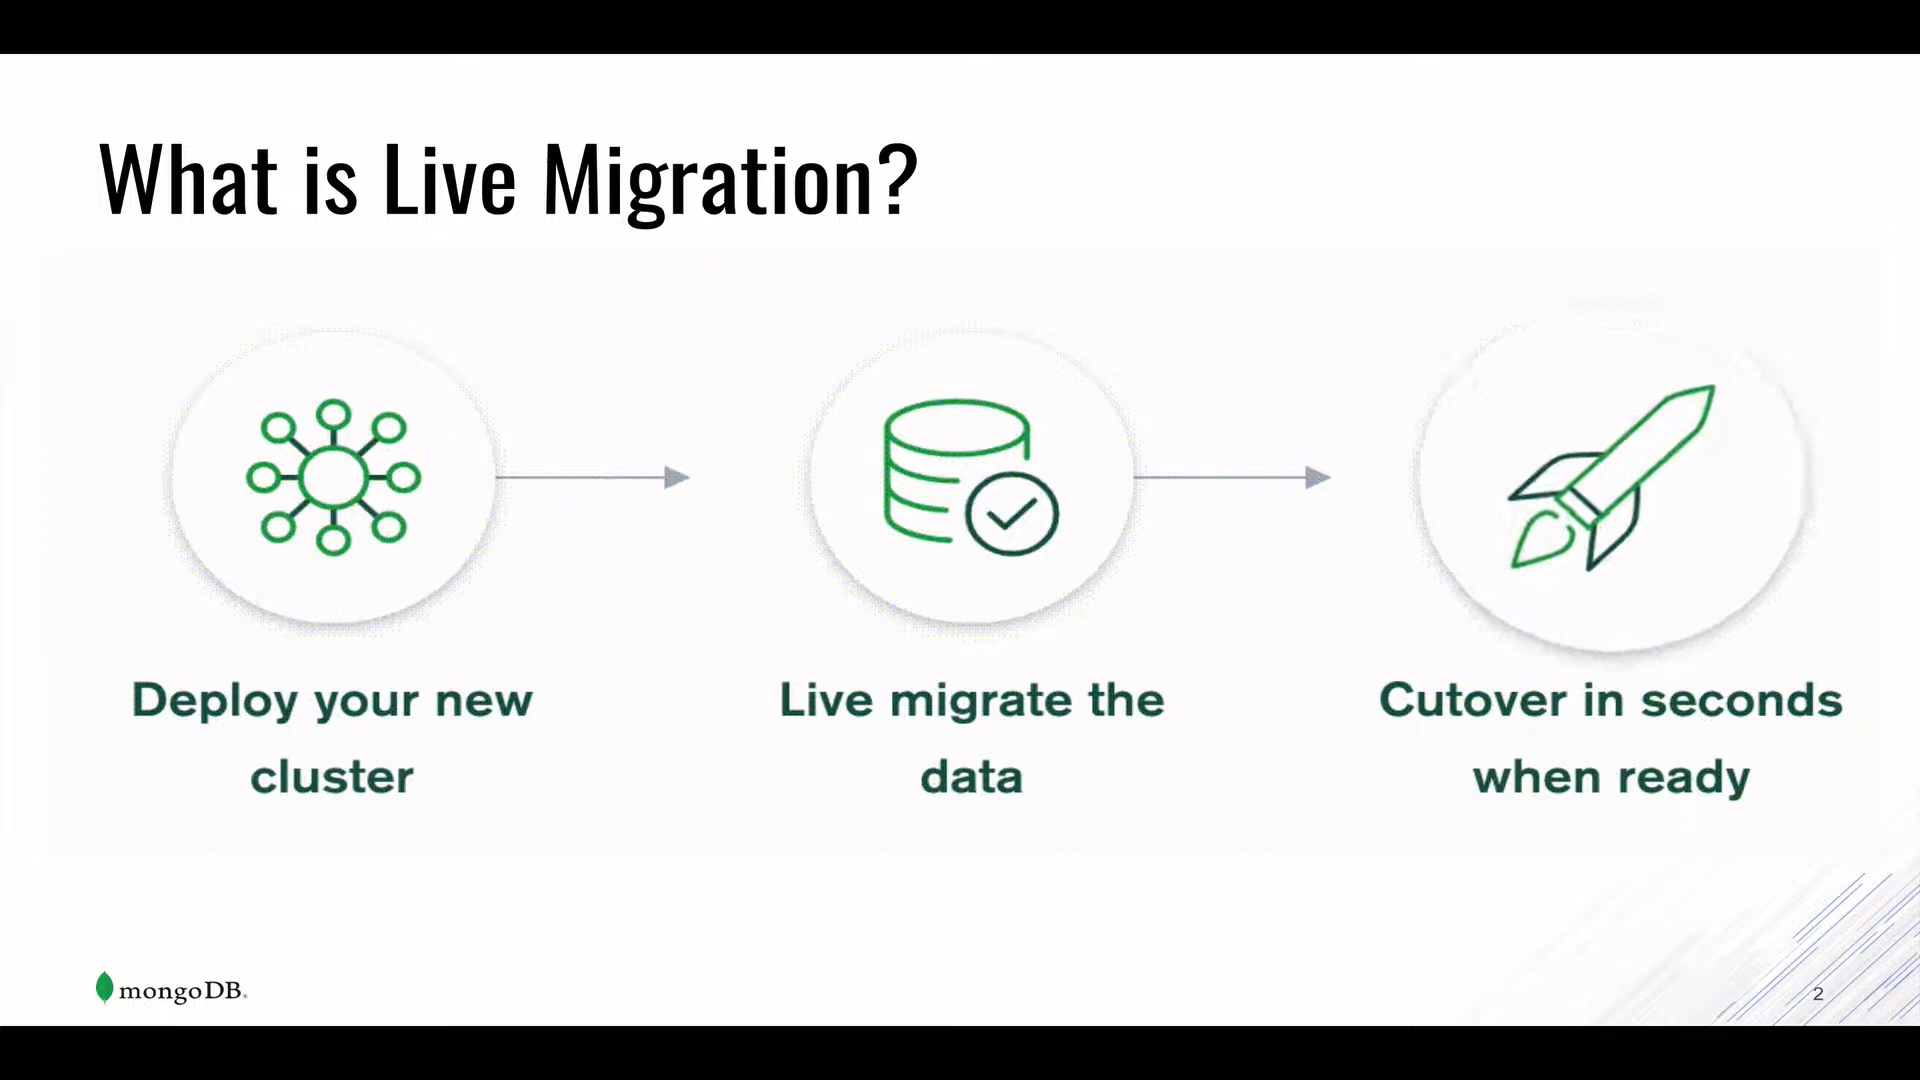 What is Live Migration?
Deploy your new
cluster
Live migrate the
data
Cutover in seconds
when ready
mongoDB®
2